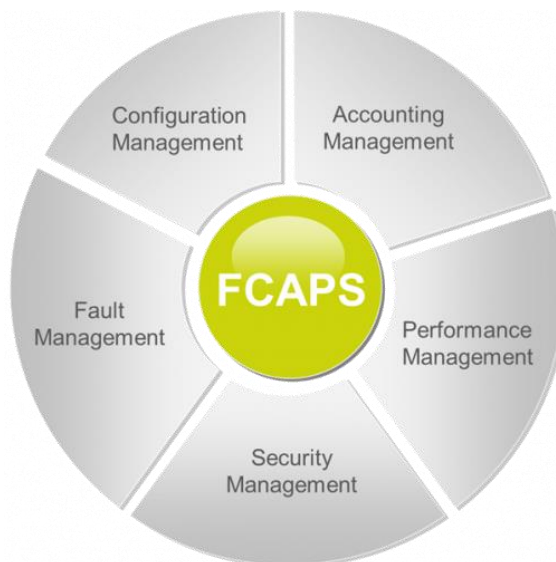 Configuration
Management
Accounting
Management
FCAPS
Fault
Management
Performance
Management
Security
Management